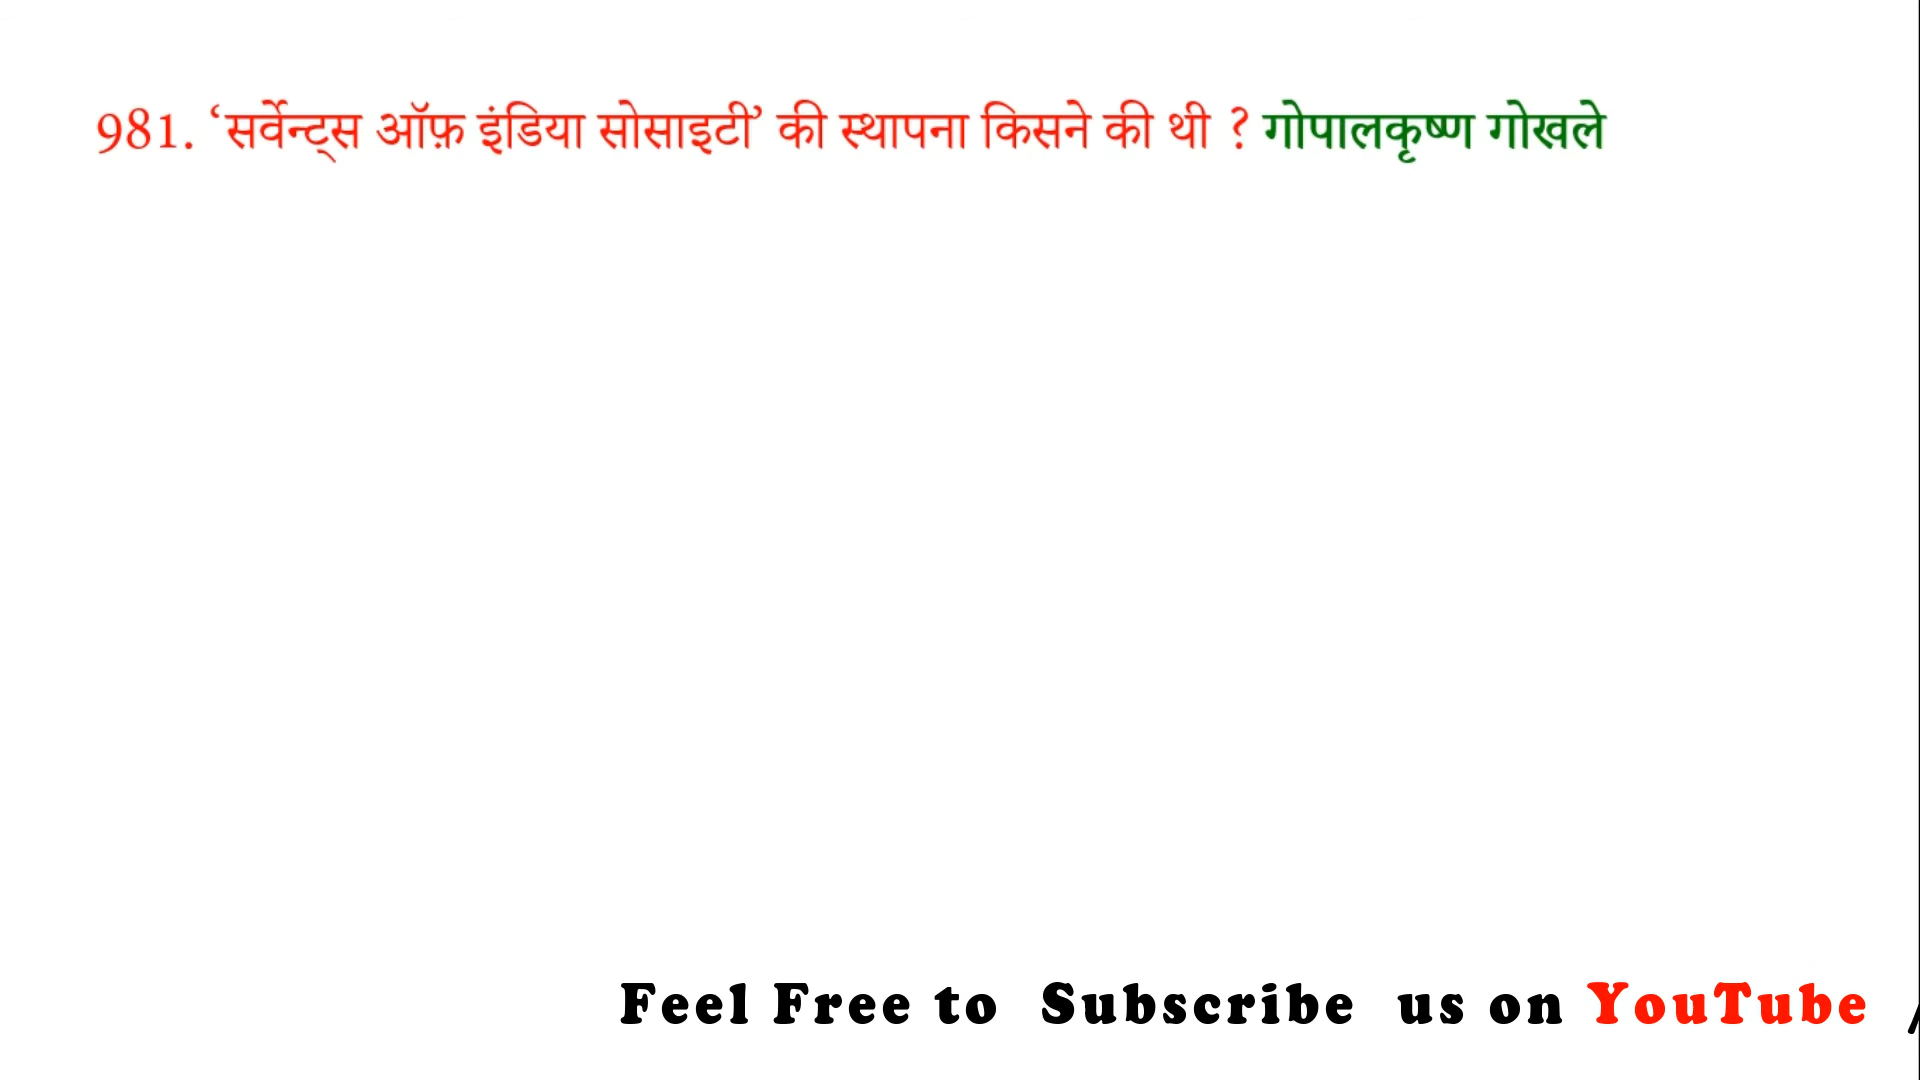 981. ‘सर्वेन्ट्स ऑफ़ इंडिया सोसाइटी’ की स्थापना किसने की थी ? गोपालकृष्ण गोखले
Feel Free to Subscribe us on YouTube /